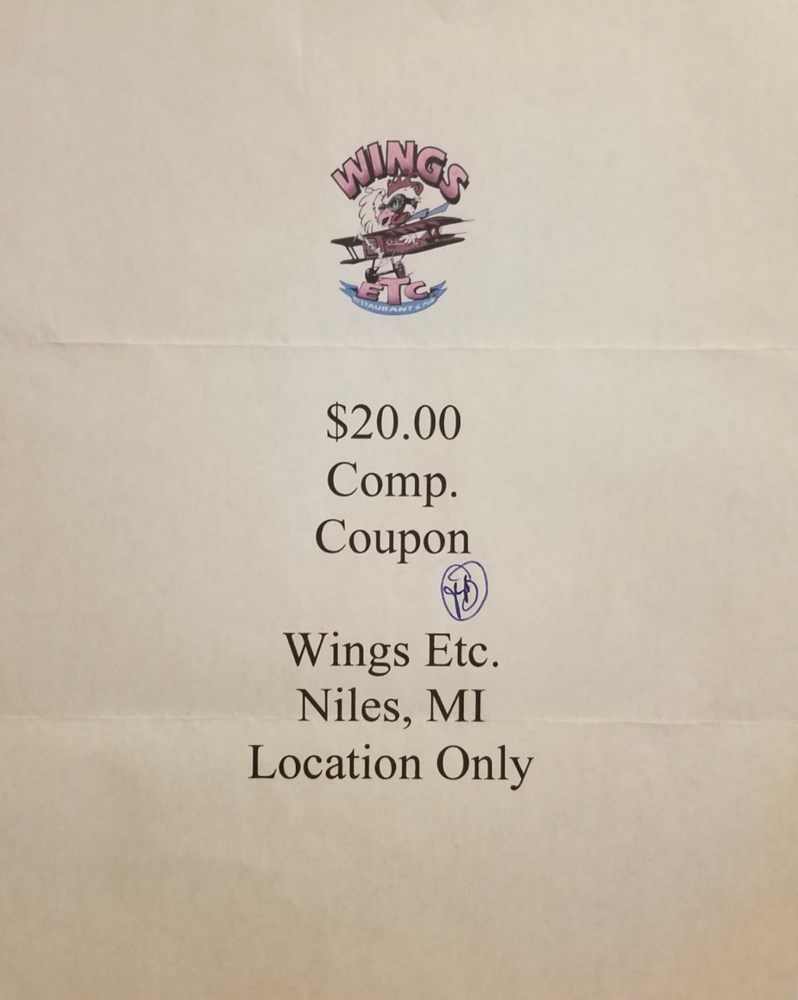 WINGS
ETC.
RESTAURANT & PUB
$20.00
Comp.
Coupon
Wings Etc.
Niles, MI
Location Only